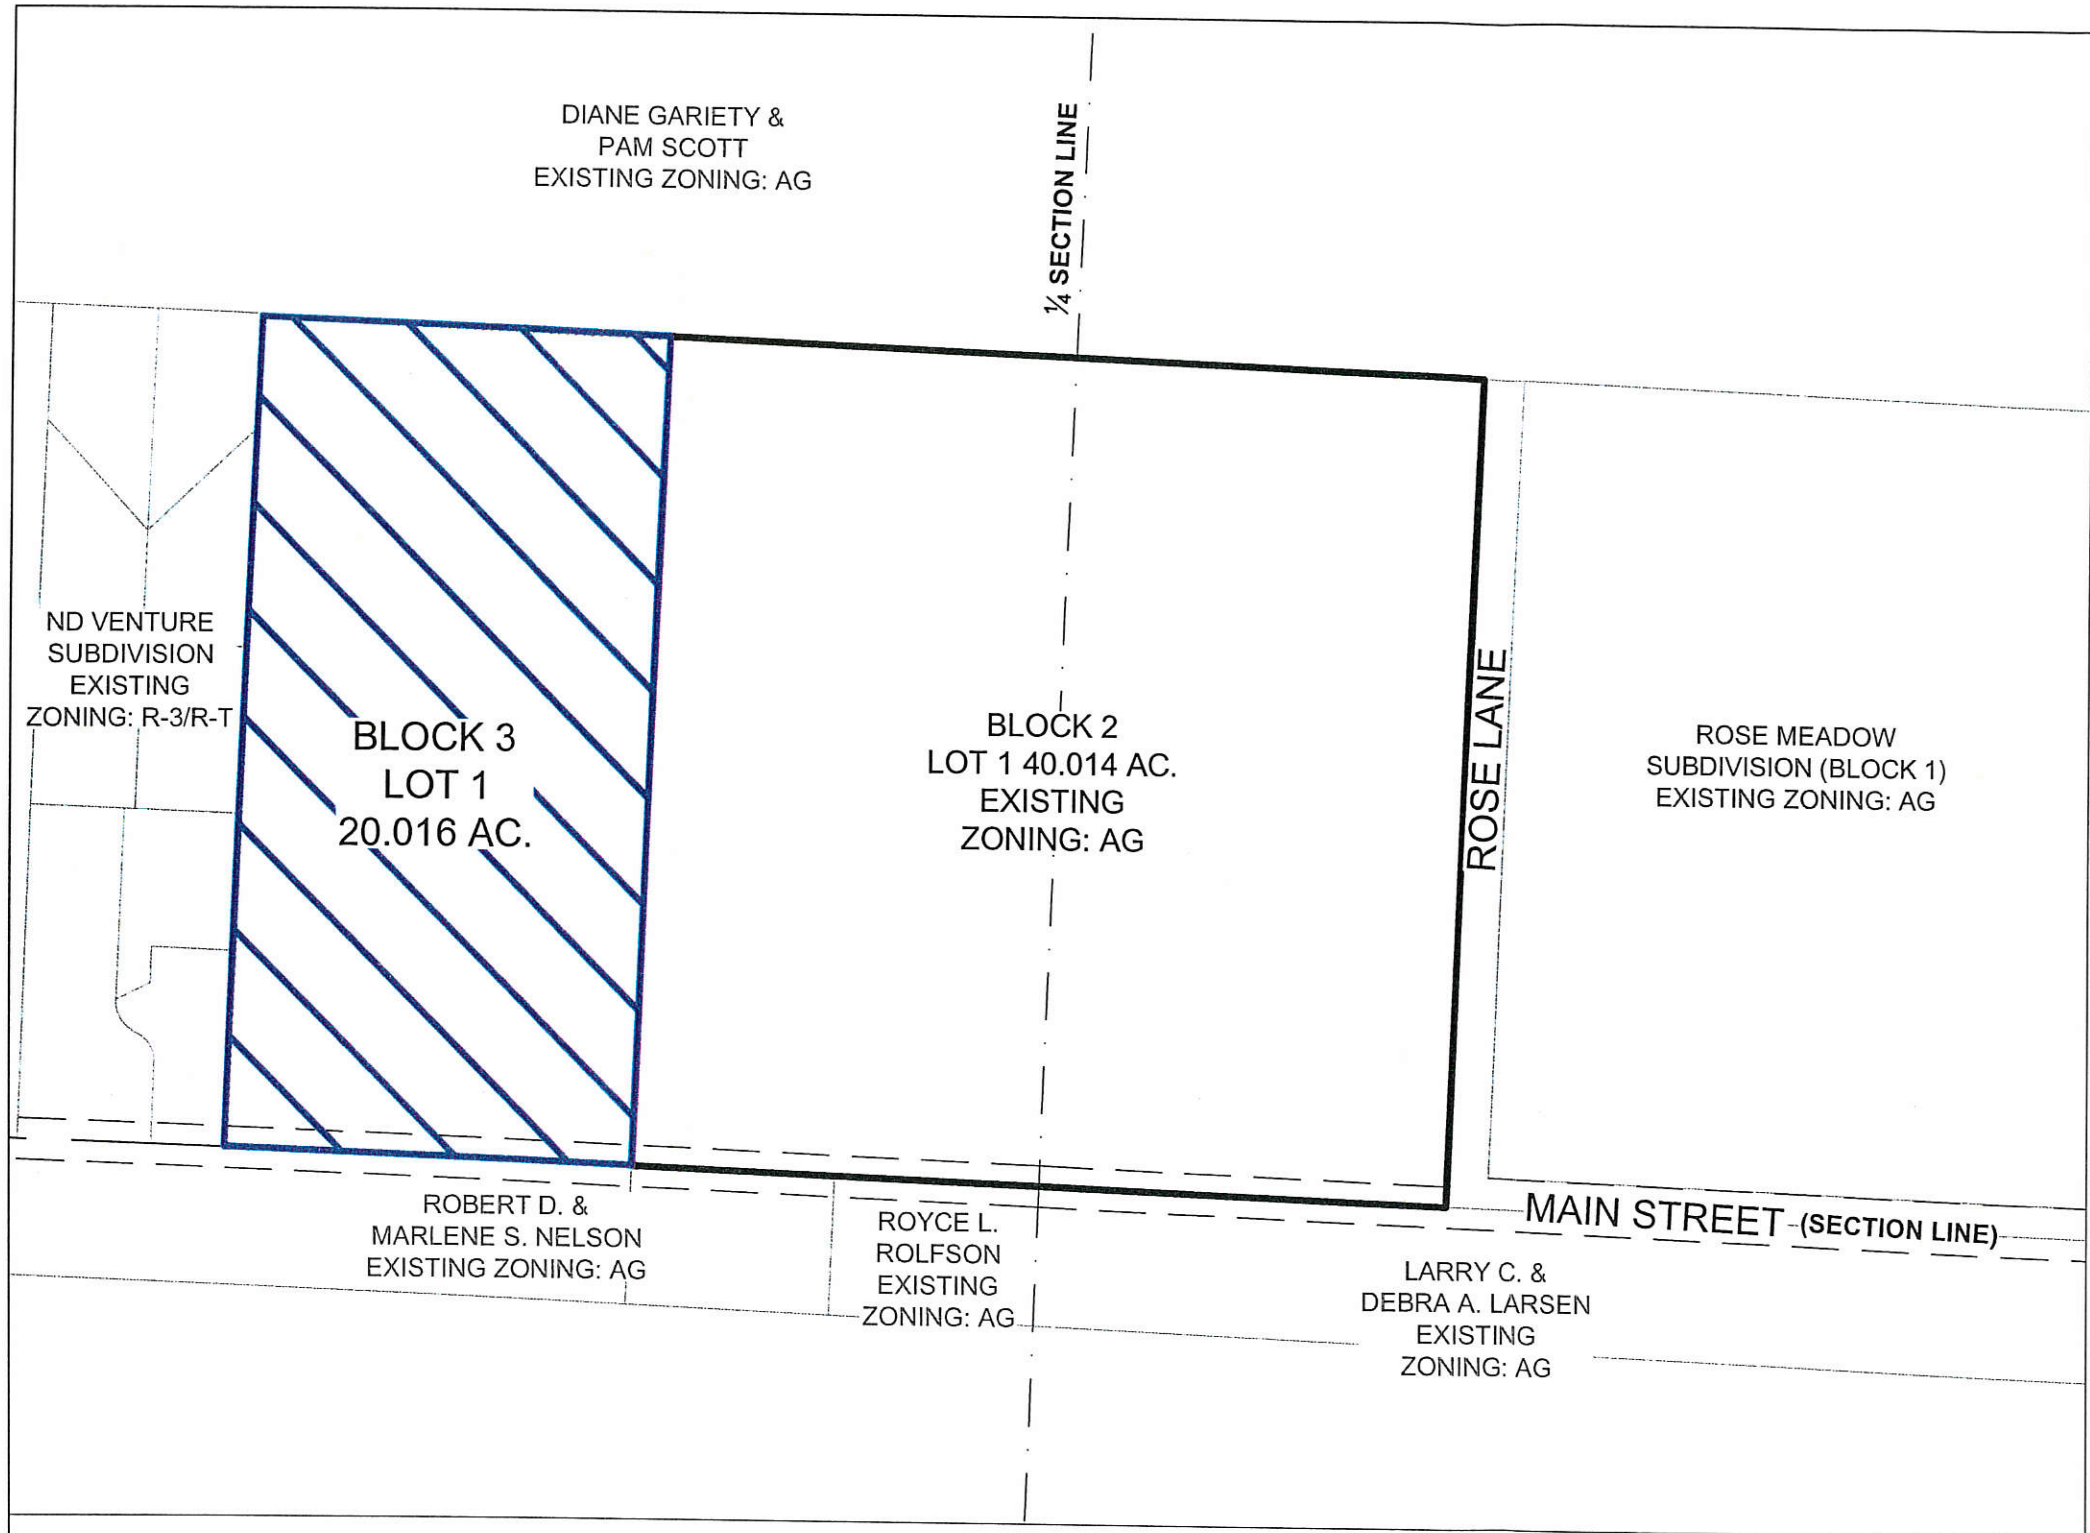 DIANE GARIETY &
PAM SCOTT
EXISTING ZONING: AG
¼ SECTION LINE
ND VENTURE
SUBDIVISION
EXISTING
ZONING: R-3/R-T
BLOCK 3
LOT 1
20.016 AC.
BLOCK 2
LOT 1 40.014 AC.
EXISTING
ZONING: AG
ROSE LANE
ROSE MEADOW
SUBDIVISION (BLOCK 1)
EXISTING ZONING: AG
MAIN STREET (SECTION LINE)
ROBERT D. &
MARLENE S. NELSON
EXISTING ZONING: AG
ROYCE L.
ROLFSON
EXISTING
ZONING: AG
LARRY C. &
DEBRA A. LARSEN
EXISTING
ZONING: AG